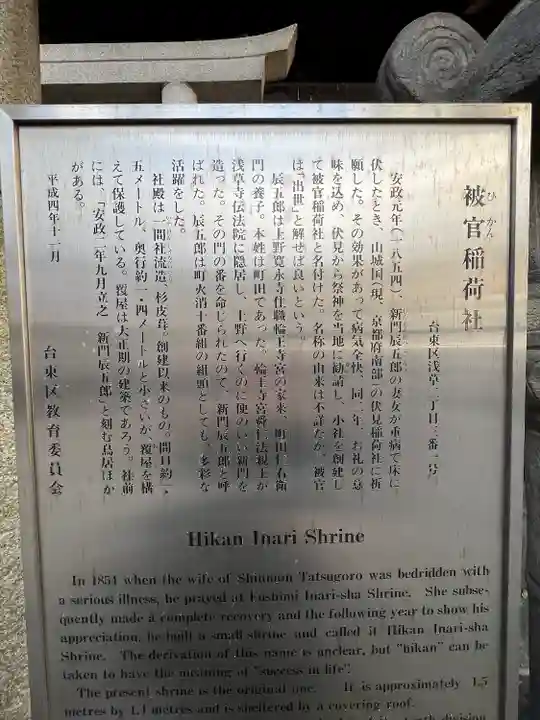 被官稲荷社
ひかん
台東区浅草二丁目三番一号
安政元年（一八五四）、新門辰五郎の妻女が重病で床に
伏したとき、山城国（現、京都府南部）の伏見稲荷社に祈
願した。その効果があって病気全快、同二年、お礼の意
味を込め、伏見から祭神を当地に勧請し、小社を創建し
て被官稲荷社と名付けた。名称の由来は不詳だが、被官
は「出世」と解せば良いという。
辰五郎は上野寛永寺住職輪王寺宮の家来、町田仁右衛
門の養子。本姓は町田であった。輪王寺宮舜仁法親王が
浅草寺伝法院に隠居し、上野へ行くのに便のいい新門を
造った。その門の番を命じられたので、新門辰五郎と呼
ばれた。辰五郎は町火消十番組の組頭としても、多彩な
活躍をした。
社殿は一間社流造、杉皮葺。創建以来のもの。間口約一・
五メートル、奥行約一・四メートルと小さいが、覆屋を構
えて保護している。覆屋は大正期の建築であろう。社前
には、「安政二年九月立之　新門辰五郎」と刻む鳥居ほか
がある。
平成四年十二月
台東区教育委員会
Hikan Inari Shrine
In 1854 when the wife of Shinmon Tatsugoro was bedridden with
a serious illness, he prayed at Fushimi Inari-sha Shrine. She subse-
quently made a complete recovery and the following year to show his
appreciation, he built a small shrine and called it Hikan Inari-sha
Shrine. The derivation of this name is unclear, but "hikan" can be
taken to have the meaning of "success in life".
The present shrine is the original one. It is approximately 1.5
metres by 1.4 metres and is sheltered by a covering roof.